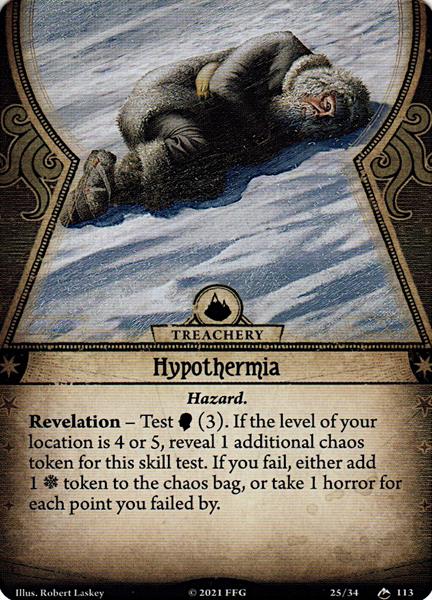 TREACHERY
Hypothermia
Hazard.
Revelation – Test (3). If the level of your
location is 4 or 5, reveal 1 additional chaos
token for this skill test. If you fail, either add
1 token to the chaos bag, or take 1 horror for
each point you failed by.
Illus. Robert Laskey © 2021 FFG 25/34 113